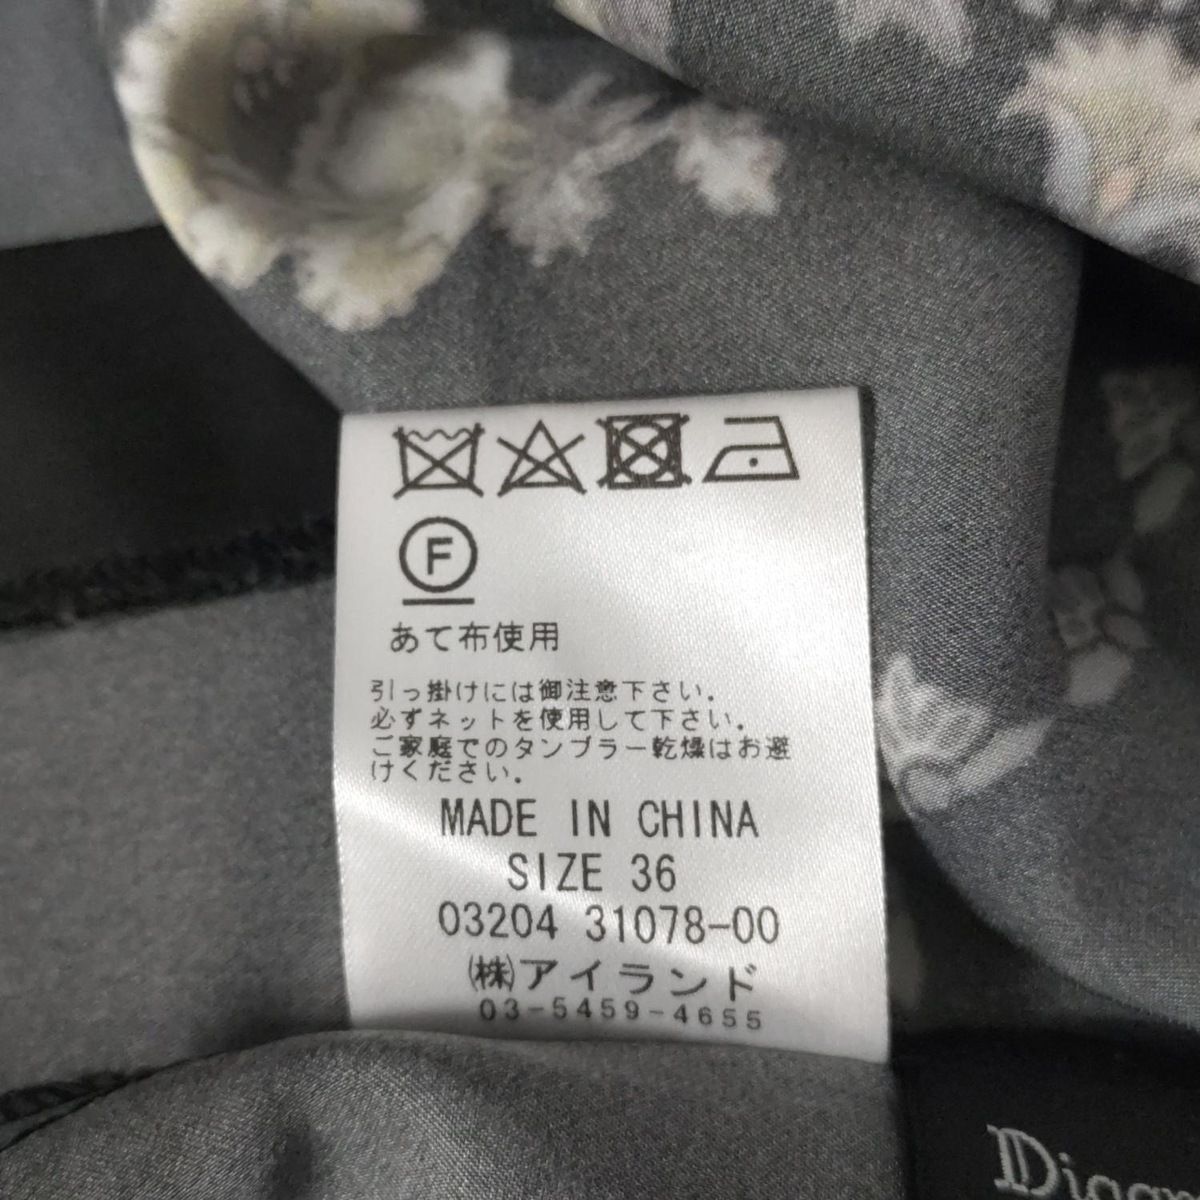 F
あて布使用
引っ掛けには御注意下さい.
必ずネットを使用して下さい.
ご家庭でのタンブラー乾燥はお避
けください.
MADE IN CHINA
SIZE 36
03204 31078-00
㈱アイランド
03-5459-4655